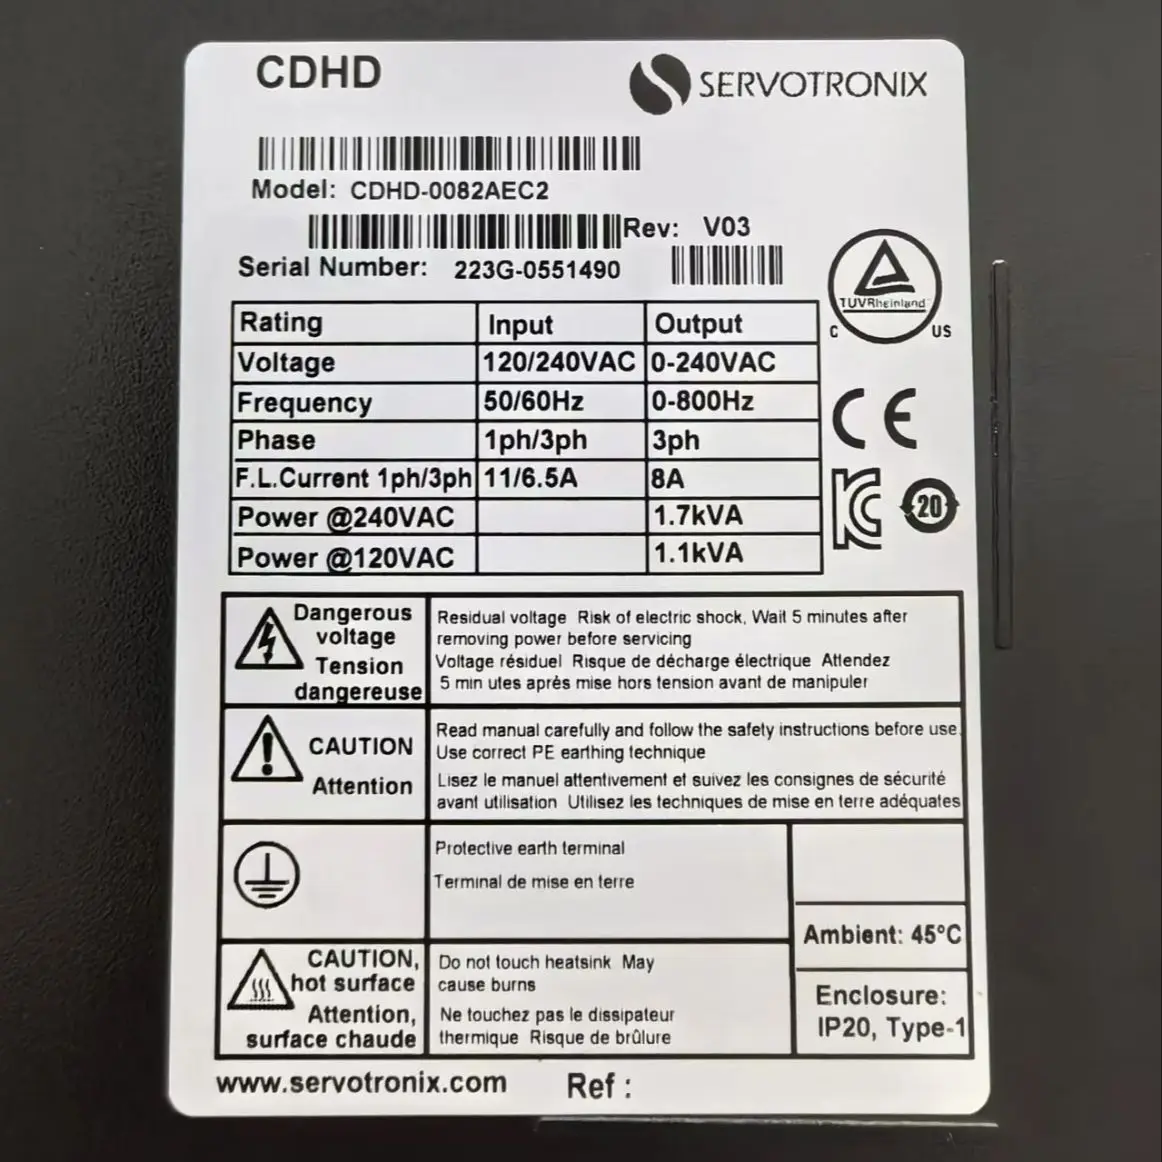 CDHD
SERVOTRONIX
Model: CDHD-0082AEC2
Rev: V03
Serial Number: 223G-0551490
TUVRheinland
C US
Rating Input Output
Voltage 120/240VAC 0-240VAC
Frequency 50/60Hz 0-800Hz
Phase 1ph/3ph 3ph
F.L.Current 1ph/3ph 11/6.5A 8A
Power @240VAC 1.7kVA
Power @120VAC 1.1kVA
CE
KC
20
Dangerous
voltage
Tension
dangereuse
Residual voltage Risk of electric shock, Wait 5 minutes after
removing power before servicing
Voltage résiduel Risque de décharge électrique Attendez
5 min utes après mise hors tension avant de manipuler
CAUTION
Attention
Read manual carefully and follow the safety instructions before use.
Use correct PE earthing technique
Lisez le manuel attentivement et suivez les consignes de sécurité
avant utilisation Utilisez les techniques de mise en terre adéquates
Protective earth terminal
Terminal de mise en terre
Ambient: 45°C
CAUTION,
hot surface
Attention,
surface chaude
Do not touch heatsink May
cause burns
Ne touchez pas le dissipateur
thermique Risque de brûlure
Enclosure:
IP20, Type-1
www.servotronix.com Ref :